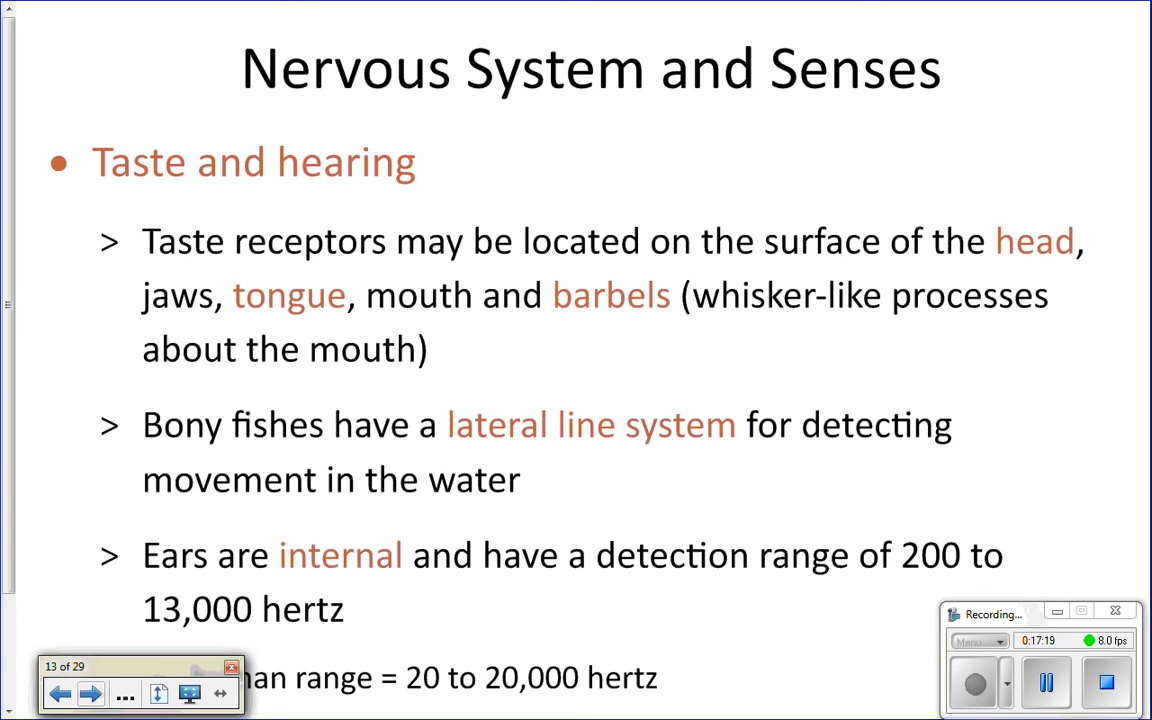 Nervous System and Senses
• Taste and hearing
> Taste receptors may be located on the surface of the head,
jaws, tongue, mouth and barbels (whisker-like processes
about the mouth)
> Bony fishes have a lateral line system for detecting
movement in the water
> Ears are internal and have a detection range of 200 to
13,000 hertz
range = 20 to 20,000 hertz
13 of 29
...
Recording...
Menu
0:17:19
8.0 fps